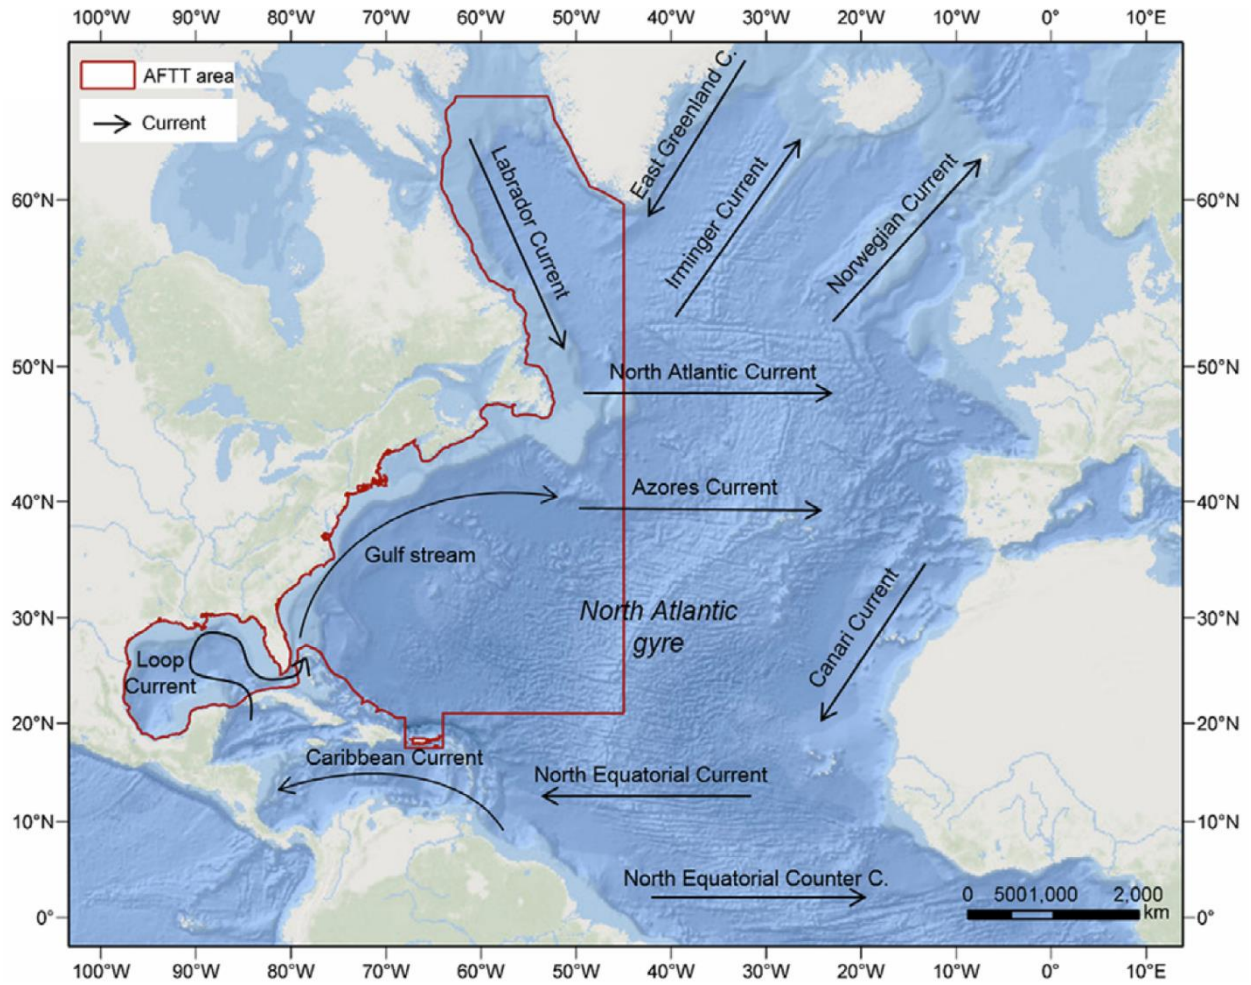 100°W 90°W 80°W 70°W 60°W 50°W 40°W 30°W 20°W 10°W 0° 10°E
AFTT area
Current
East Greenland C.
Labrador Current
Irminger Current
Norwegian Current
60°N 60°N
50°N 50°N
North Atlantic Current
40°N 40°N
Azores Current
Gulf stream
North Atlantic
gyre
Canari Current
30°N 30°N
Loop
Current
20°N 20°N
Caribbean Current
North Equatorial Current
10°N 10°N
North Equatorial Counter C.
0 5001,000 2,000
km
0° 0°
100°W 90°W 80°W 70°W 60°W 50°W 40°W 30°W 20°W 10°W 0° 10°E